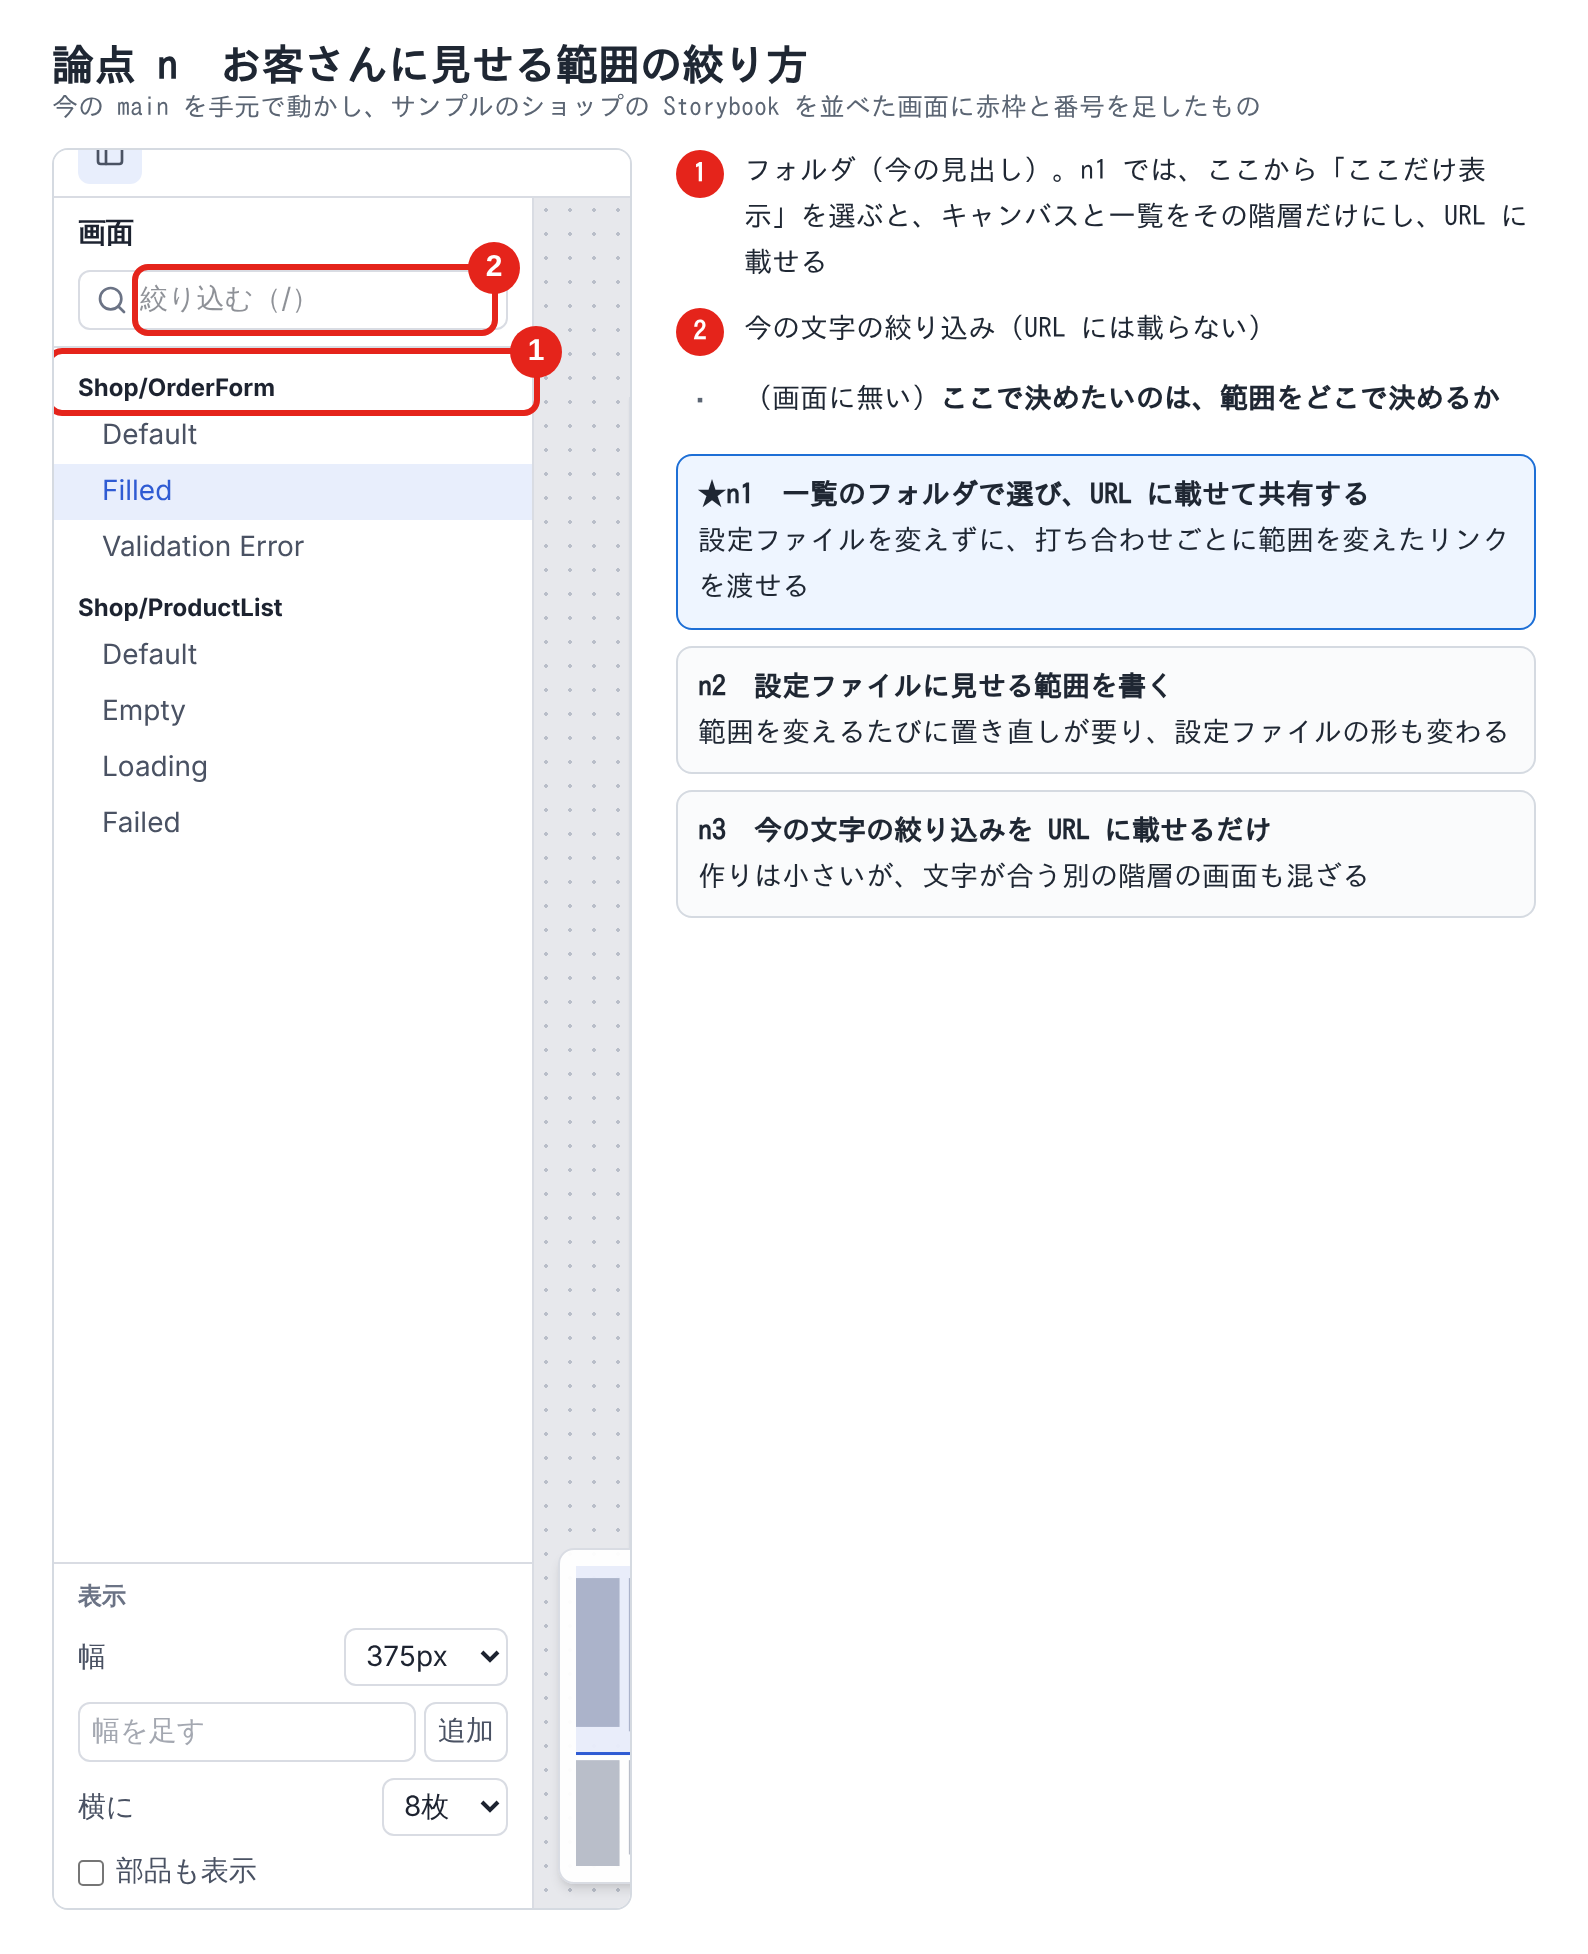 論点 n　お客さんに見せる範囲の絞り方
今の main を手元で動かし、サンプルのショップの Storybook を並べた画面に赤枠と番号を足したもの
画面
絞り込む（/）
2
1
Shop/OrderForm
Default
Filled
Validation Error
Shop/ProductList
Default
Empty
Loading
Failed
表示
幅
375px
幅を足す
追加
横に
8枚
部品も表示
1 フォルダ（今の見出し）。n1 では、ここから「ここだけ表
示」を選ぶと、キャンバスと一覧をその階層だけにし、URL に
載せる
2 今の文字の絞り込み（URL には載らない）
・ （画面に無い）ここで決めたいのは、範囲をどこで決めるか
★n1　一覧のフォルダで選び、URL に載せて共有する
設定ファイルを変えずに、打ち合わせごとに範囲を変えたリンク
を渡せる
n2　設定ファイルに見せる範囲を書く
範囲を変えるたびに置き直しが要り、設定ファイルの形も変わる
n3　今の文字の絞り込みを URL に載せるだけ
作りは小さいが、文字が合う別の階層の画面も混ざる